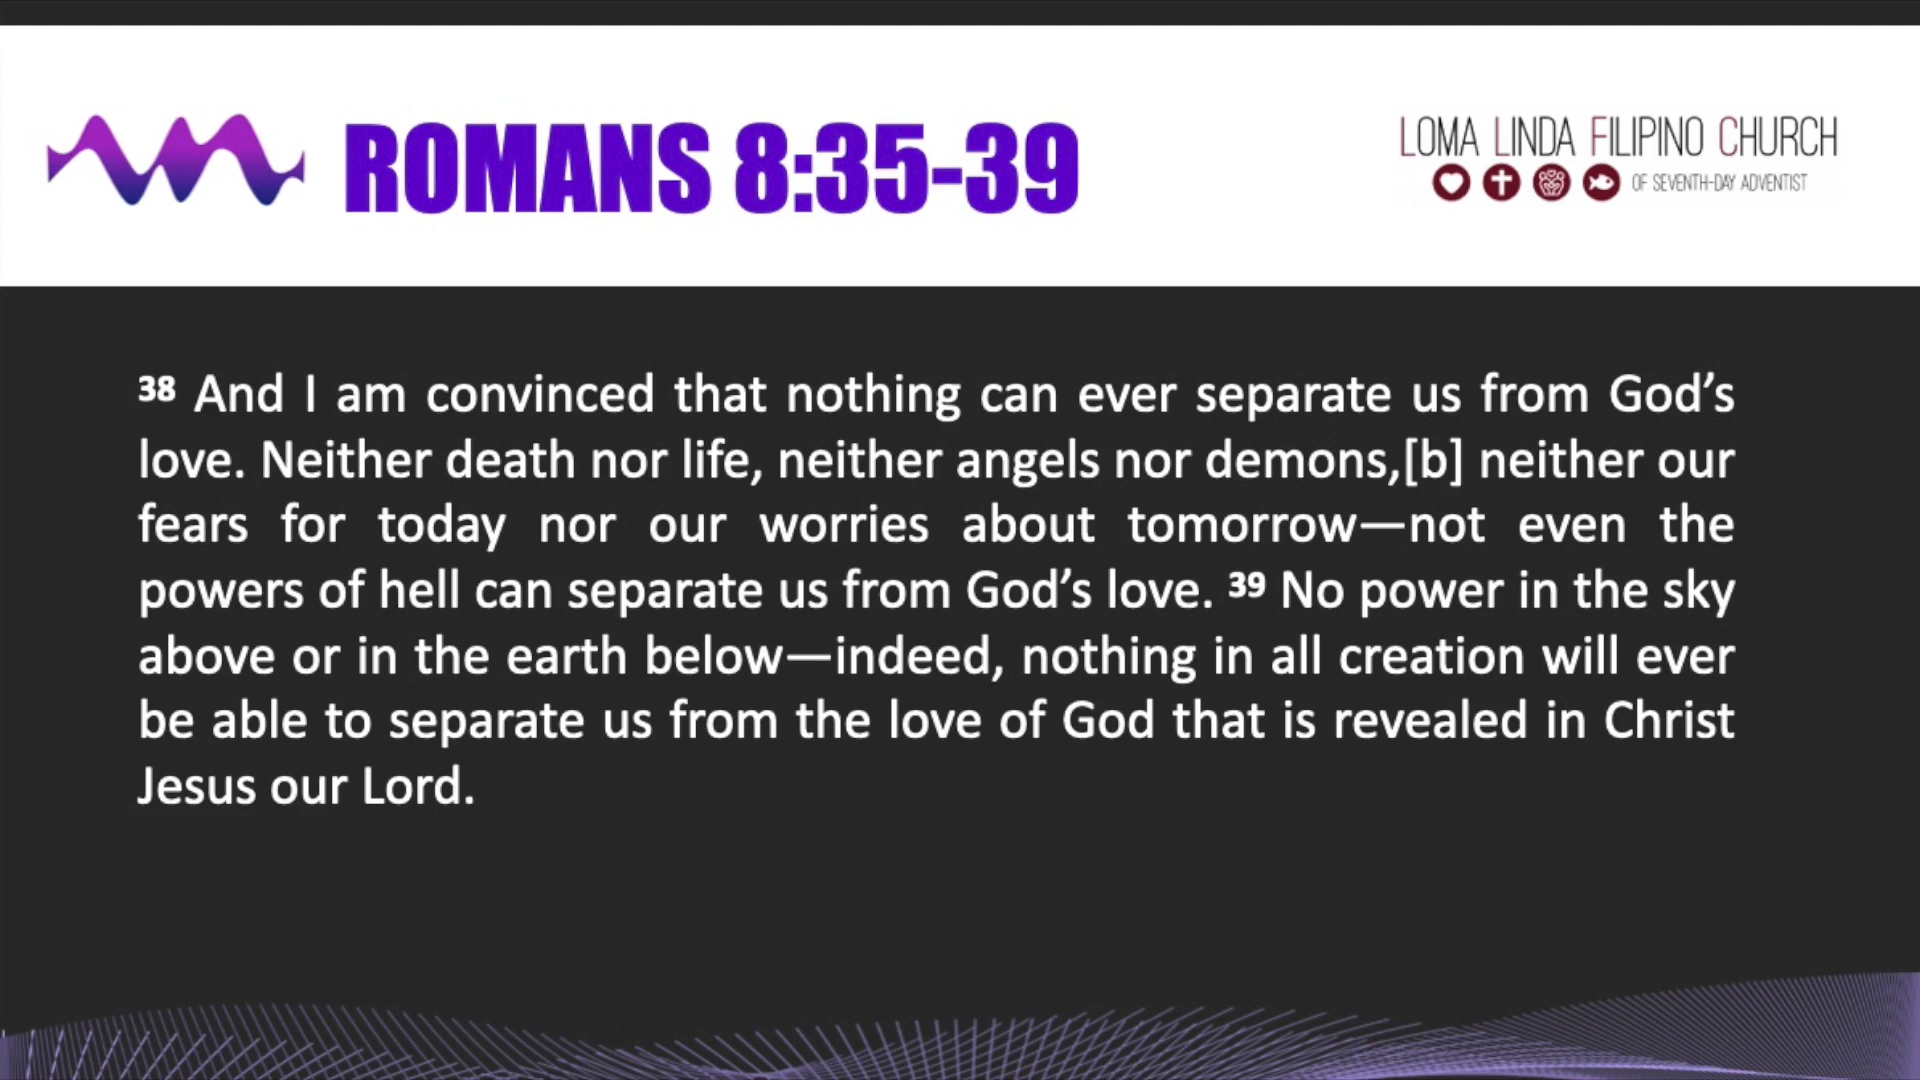 ROMANS 8:35-39
LOMA LINDA FILIPINO CHURCH
OF SEVENTH-DAY ADVENTIST
38 And I am convinced that nothing can ever separate us from God’s
love. Neither death nor life, neither angels nor demons,[b] neither our
fears for today nor our worries about tomorrow—not even the
powers of hell can separate us from God’s love. 39 No power in the sky
above or in the earth below—indeed, nothing in all creation will ever
be able to separate us from the love of God that is revealed in Christ
Jesus our Lord.